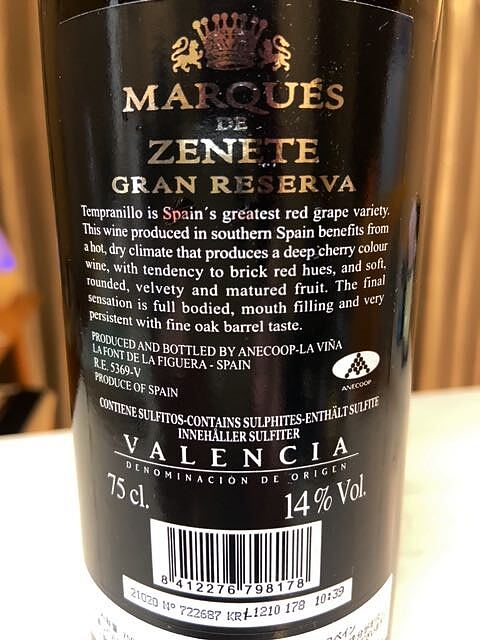 MARQUÉS
DE
ZENETE
GRAN RESERVA
Tempranillo is Spain´s greatest red grape variety.
This wine produced in southern Spain benefits from
a hot, dry climate that produces a deep cherry colour
wine, with tendency to brick red hues, and soft,
rounded, velvety and matured fruit. The final
sensation is full bodied, mouth filling and very
persistent with fine oak barrel taste.
PRODUCED AND BOTTLED BY ANECOOP-LA VIÑA
LA FONT DE LA FIGUERA - SPAIN
R.E. 5369-V
PRODUCE OF SPAIN
ANECOOP
CONTIENE SULFITOS-CONTAINS SULPHITES-ENTHÄLT SULFITE
INNEHÅLLER SULFITER
VALENCIA
DENOMINACIÓN DE ORIGEN
75 cl.
14% Vol.
8 412276 798178
21020 Nº 722687 KR
1210 178 10:39